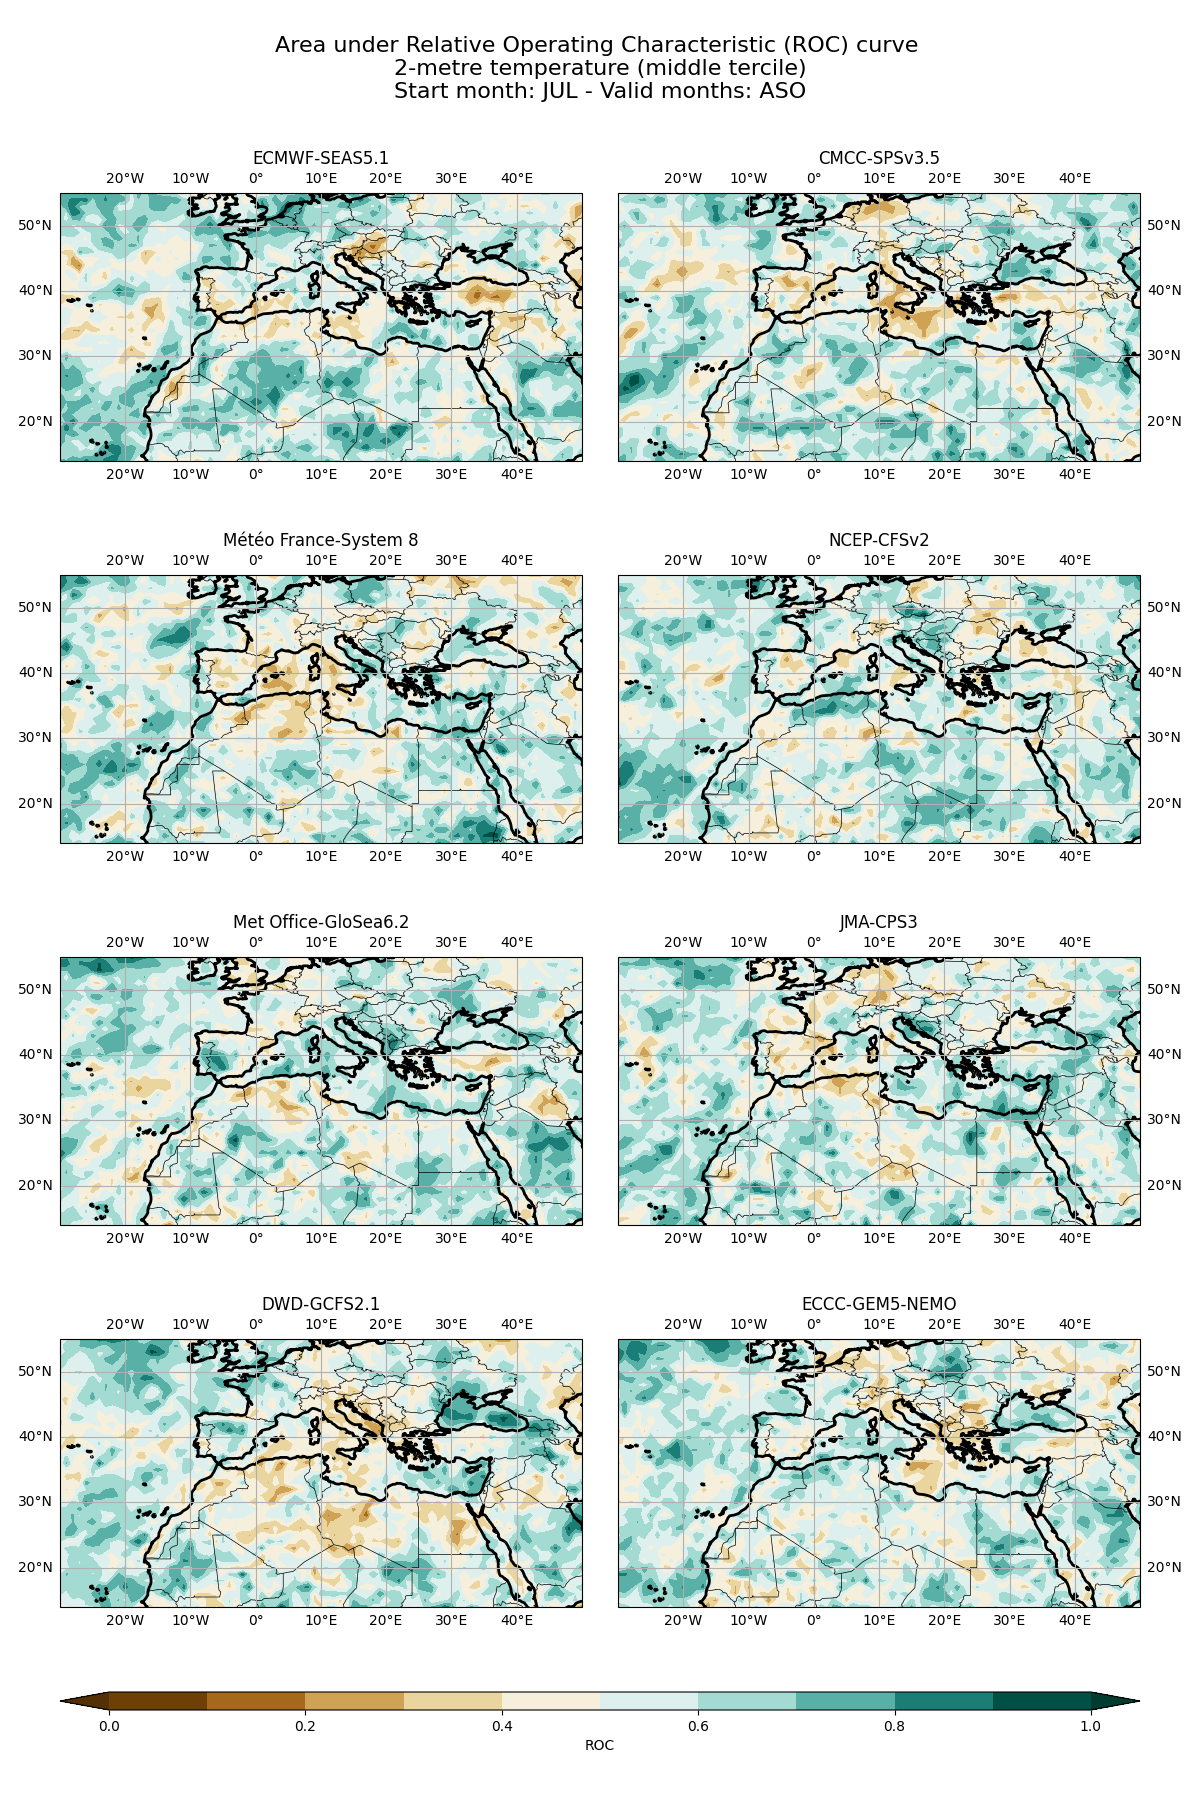 Area under Relative Operating Characteristic (ROC) curve
2-metre temperature (middle tercile)
Start month: JUL - Valid months: ASO
ECMWF-SEAS5.1
20°W 10°W 0° 10°E 20°E 30°E 40°E
50°N
40°N
30°N
20°N
20°W 10°W 0° 10°E 20°E 30°E 40°E
CMCC-SPSv3.5
20°W 10°W 0° 10°E 20°E 30°E 40°E
50°N
40°N
30°N
20°N
20°W 10°W 0° 10°E 20°E 30°E 40°E
Météo France-System 8
20°W 10°W 0° 10°E 20°E 30°E 40°E
50°N
40°N
30°N
20°N
20°W 10°W 0° 10°E 20°E 30°E 40°E
NCEP-CFSv2
20°W 10°W 0° 10°E 20°E 30°E 40°E
50°N
40°N
30°N
20°N
20°W 10°W 0° 10°E 20°E 30°E 40°E
Met Office-GloSea6.2
20°W 10°W 0° 10°E 20°E 30°E 40°E
50°N
40°N
30°N
20°N
20°W 10°W 0° 10°E 20°E 30°E 40°E
JMA-CPS3
20°W 10°W 0° 10°E 20°E 30°E 40°E
50°N
40°N
30°N
20°N
20°W 10°W 0° 10°E 20°E 30°E 40°E
DWD-GCFS2.1
20°W 10°W 0° 10°E 20°E 30°E 40°E
50°N
40°N
30°N
20°N
20°W 10°W 0° 10°E 20°E 30°E 40°E
ECCC-GEM5-NEMO
20°W 10°W 0° 10°E 20°E 30°E 40°E
50°N
40°N
30°N
20°N
20°W 10°W 0° 10°E 20°E 30°E 40°E
0.0 0.2 0.4 0.6 0.8 1.0
ROC